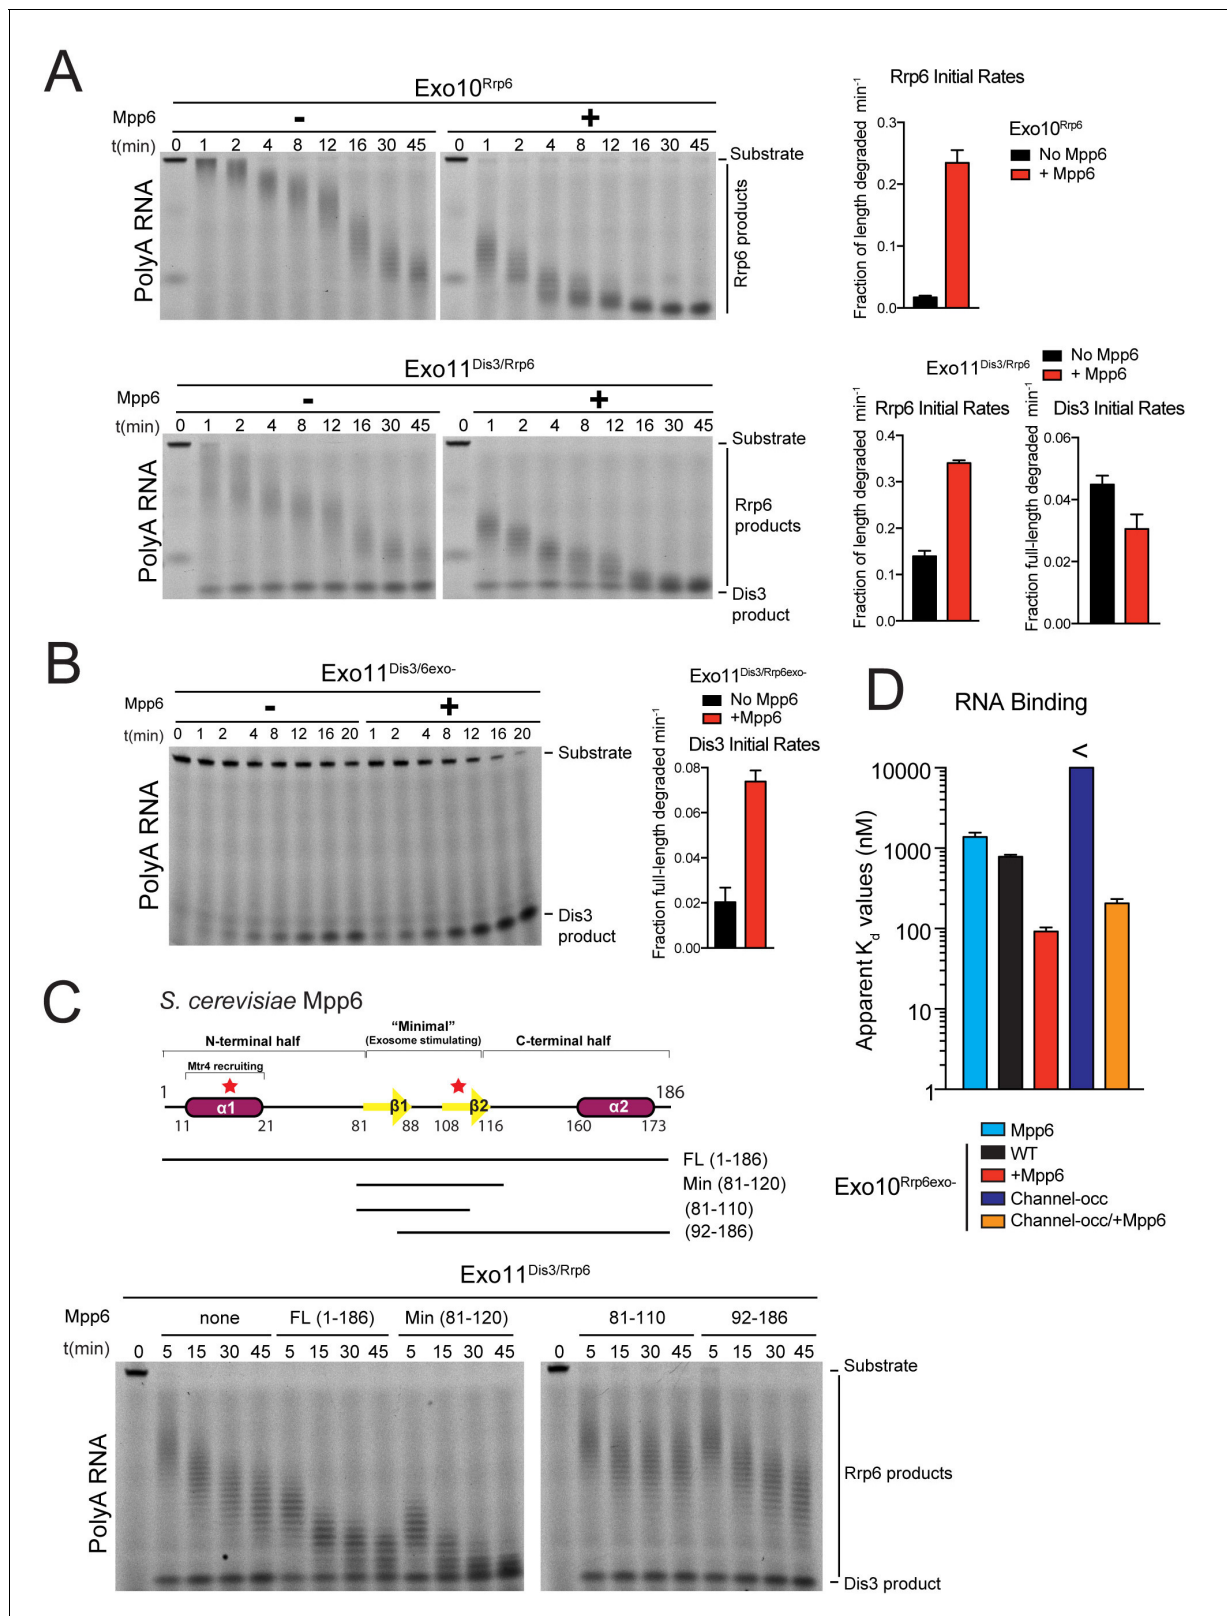 A
Exo10Rrp6
Mpp6 - +
t(min) 0 1 2 4 8 12 16 30 45 0 1 2 4 8 12 16 30 45
PolyA RNA
Substrate
Rrp6 products
Rrp6 Initial Rates
Fraction of length degraded min-1
0.3
0.2
0.1
0.0
Exo10Rrp6
No Mpp6
+ Mpp6
Exo11Dis3/Rrp6
Mpp6 - +
t(min) 0 1 2 4 8 12 16 30 45 0 1 2 4 8 12 16 30 45
PolyA RNA
Substrate
Rrp6 products
Dis3 product
Exo11Dis3/Rrp6
No Mpp6
+ Mpp6
Rrp6 Initial Rates
Fraction of length degraded min-1
0.4
0.3
0.2
0.1
0.0
Dis3 Initial Rates
Fraction full-length degraded min-1
0.06
0.04
0.02
0.00
B
Exo11Dis3/6exo-
Mpp6 - +
t(min) 0 1 2 4 8 12 16 20 1 2 4 8 12 16 20
PolyA RNA
Substrate
Dis3 product
Exo11Dis3/Rrp6exo-
No Mpp6
+Mpp6
Dis3 Initial Rates
Fraction full-length degraded min-1
0.08
0.06
0.04
0.02
0.00
D
RNA Binding
<
Apparent Kd values (nM)
10000
1000
100
10
1
Mpp6
Exo10Rrp6exo-
WT
+Mpp6
Channel-occ
Channel-occ/+Mpp6
C
S. cerevisiae Mpp6
N-terminal half
"Minimal"
(Exosome stimulating)
C-terminal half
Mtr4 recruiting
1 α1 β1 β2 α2 186
11 21 81 88 108 116 160 173
FL (1-186)
Min (81-120)
(81-110)
(92-186)
Exo11Dis3/Rrp6
Mpp6 none FL (1-186) Min (81-120) 81-110 92-186
t(min) 0 5 15 30 45 5 15 30 45 5 15 30 45 0 5 15 30 45 5 15 30 45
PolyA RNA
Substrate
Rrp6 products
Dis3 product